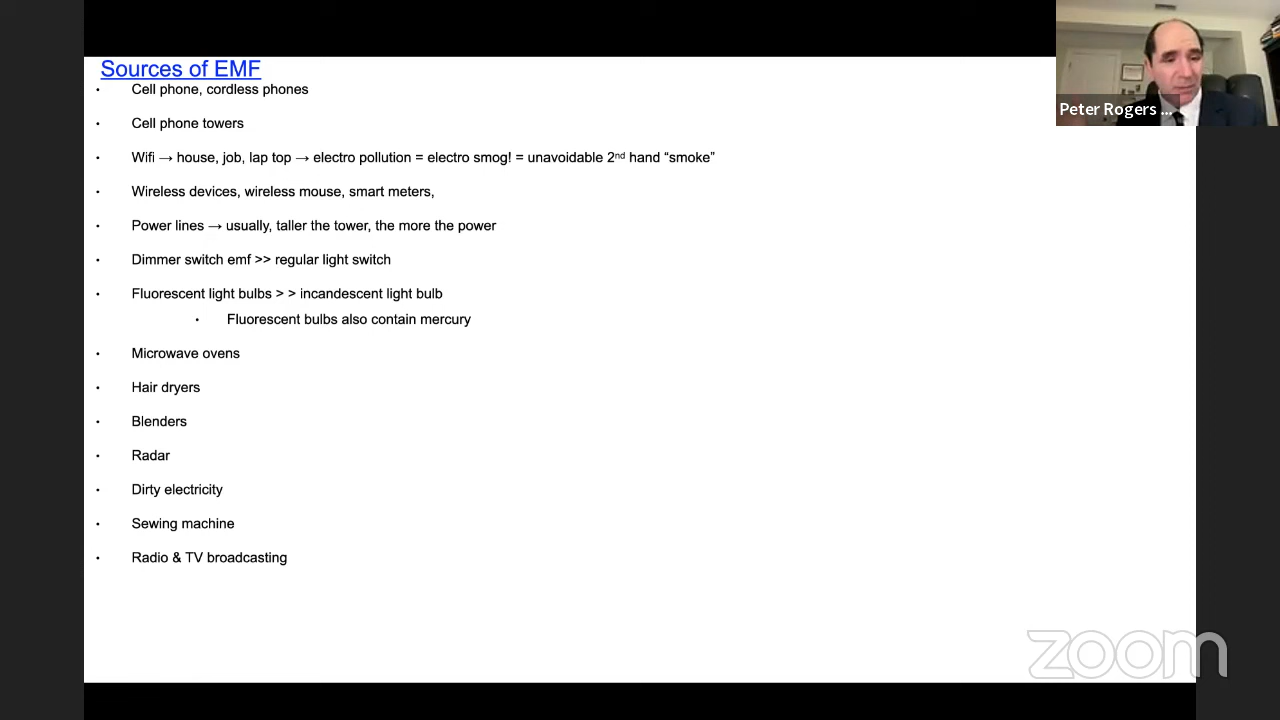 Sources of EMF
• Cell phone, cordless phones
• Cell phone towers
• Wifi → house, job, lap top → electro pollution = electro smog! = unavoidable 2nd hand “smoke”
• Wireless devices, wireless mouse, smart meters,
• Power lines → usually, taller the tower, the more the power
• Dimmer switch emf >> regular light switch
• Fluorescent light bulbs > > incandescent light bulb
• Fluorescent bulbs also contain mercury
• Microwave ovens
• Hair dryers
• Blenders
• Radar
• Dirty electricity
• Sewing machine
• Radio & TV broadcasting
Peter Rogers ...
zoom